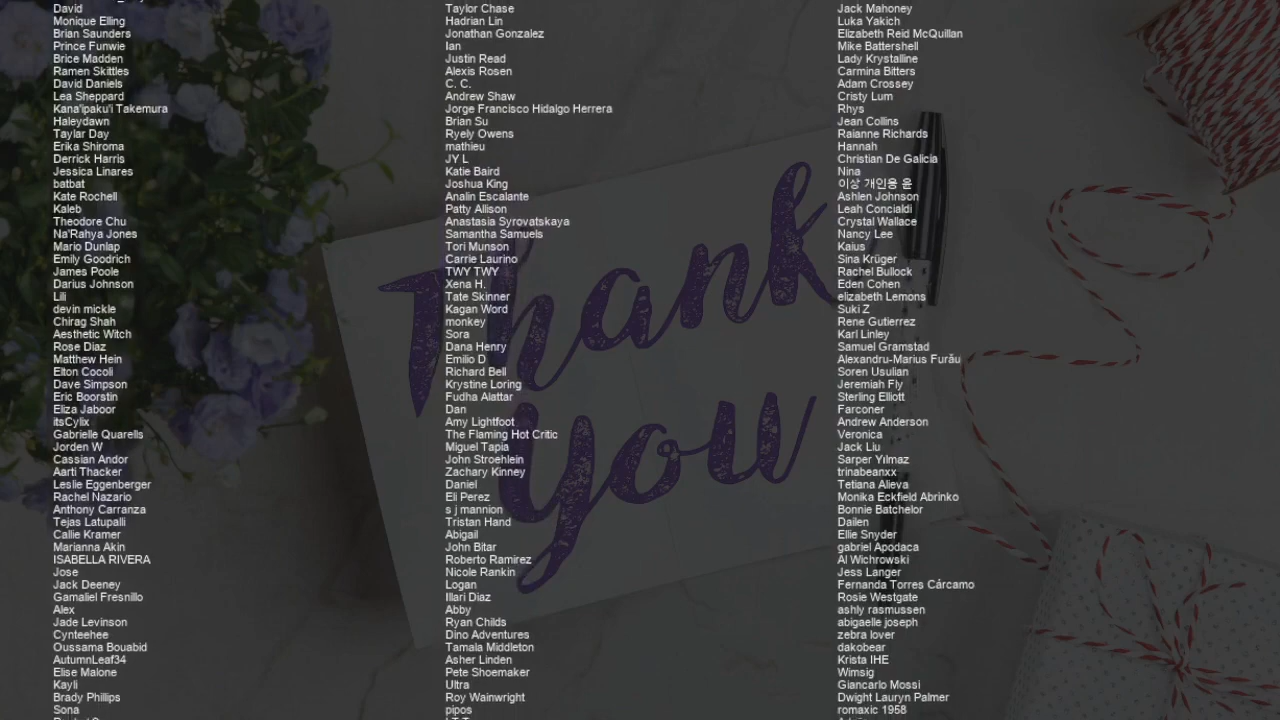 David
Monique Elling
Brian Saunders
Prince Funwie
Brice Madden
Ramen Skittles
David Daniels
Lea Sheppard
Kana'ipaku'i Takemura
Haleydawn
Taylar Day
Erika Shiroma
Derrick Harris
Jessica Linares
batbat
Kate Rochell
Kaleb
Theodore Chu
Na'Rahya Jones
Mario Dunlap
Emily Goodrich
James Poole
Darius Johnson
Lili
devin mickle
Chirag Shah
Aesthetic Witch
Rose Diaz
Matthew Hein
Elton Cocoli
Dave Simpson
Eric Boorstin
Eliza Jaboor
itsCylix
Gabrielle Quarells
Jorden W
Cassian Andor
Aarti Thacker
Leslie Eggenberger
Rachel Nazario
Anthony Carranza
Tejas Latupalli
Callie Kramer
Marianna Akin
ISABELLA RIVERA
Jose
Jack Deeney
Gamaliel Fresnillo
Alex
Jade Levinson
Cynteehee
Oussama Bouabid
AutumnLeaf34
Elise Malone
Kayli
Brady Phillips
Sona
Taylor Chase
Hadrian Lin
Jonathan Gonzalez
Ian
Justin Read
Alexis Rosen
C. C.
Andrew Shaw
Jorge Francisco Hidalgo Herrera
Brian Su
Ryely Owens
mathieu
JY L
Katie Baird
Joshua King
Analin Escalante
Patty Allison
Anastasia Syrovatskaya
Samantha Samuels
Tori Munson
Carrie Laurino
TWY TWY
Xena H.
Tate Skinner
Kagan Word
monkey
Sora
Dana Henry
Emilio D
Richard Bell
Krystine Loring
Fudha Alattar
Dan
Amy Lightfoot
The Flaming Hot Critic
Miguel Tapia
John Stroehlein
Zachary Kinney
Daniel
Eli Perez
s j mannion
Tristan Hand
Abigail
John Bitar
Roberto Ramirez
Nicole Rankin
Logan
Illari Diaz
Abby
Ryan Childs
Dino Adventures
Tamala Middleton
Asher Linden
Pete Shoemaker
Ultra
Roy Wainwright
pipos
Jack Mahoney
Luka Yakich
Elizabeth Reid McQuillan
Mike Battershell
Lady Krystalline
Carmina Bitters
Adam Crossey
Cristy Lum
Rhys
Jean Collins
Raianne Richards
Hannah
Christian De Galicia
Nina
이상 개인용 윤
Ashlen Johnson
Leah Concialdi
Crystal Wallace
Nancy Lee
Kaius
Sina Krüger
Rachel Bullock
Eden Cohen
elizabeth Lemons
Suki Z
Rene Gutierrez
Karl Linley
Samuel Gramstad
Alexandru-Marius Furău
Soren Usulian
Jeremiah Fly
Sterling Elliott
Farconer
Andrew Anderson
Veronica
Jack Liu
Sarper Yılmaz
trinabeanxx
Tetiana Alieva
Monika Eckfield Abrinko
Bonnie Batchelor
Dailen
Ellie Snyder
gabriel Apodaca
Al Wichrowski
Jess Langer
Fernanda Torres Cárcamo
Rosie Westgate
ashly rasmussen
abigaelle joseph
zebra lover
dakobear
Krista IHE
Wimsig
Giancarlo Mossi
Dwight Lauryn Palmer
romaxic 1958
Thank
you